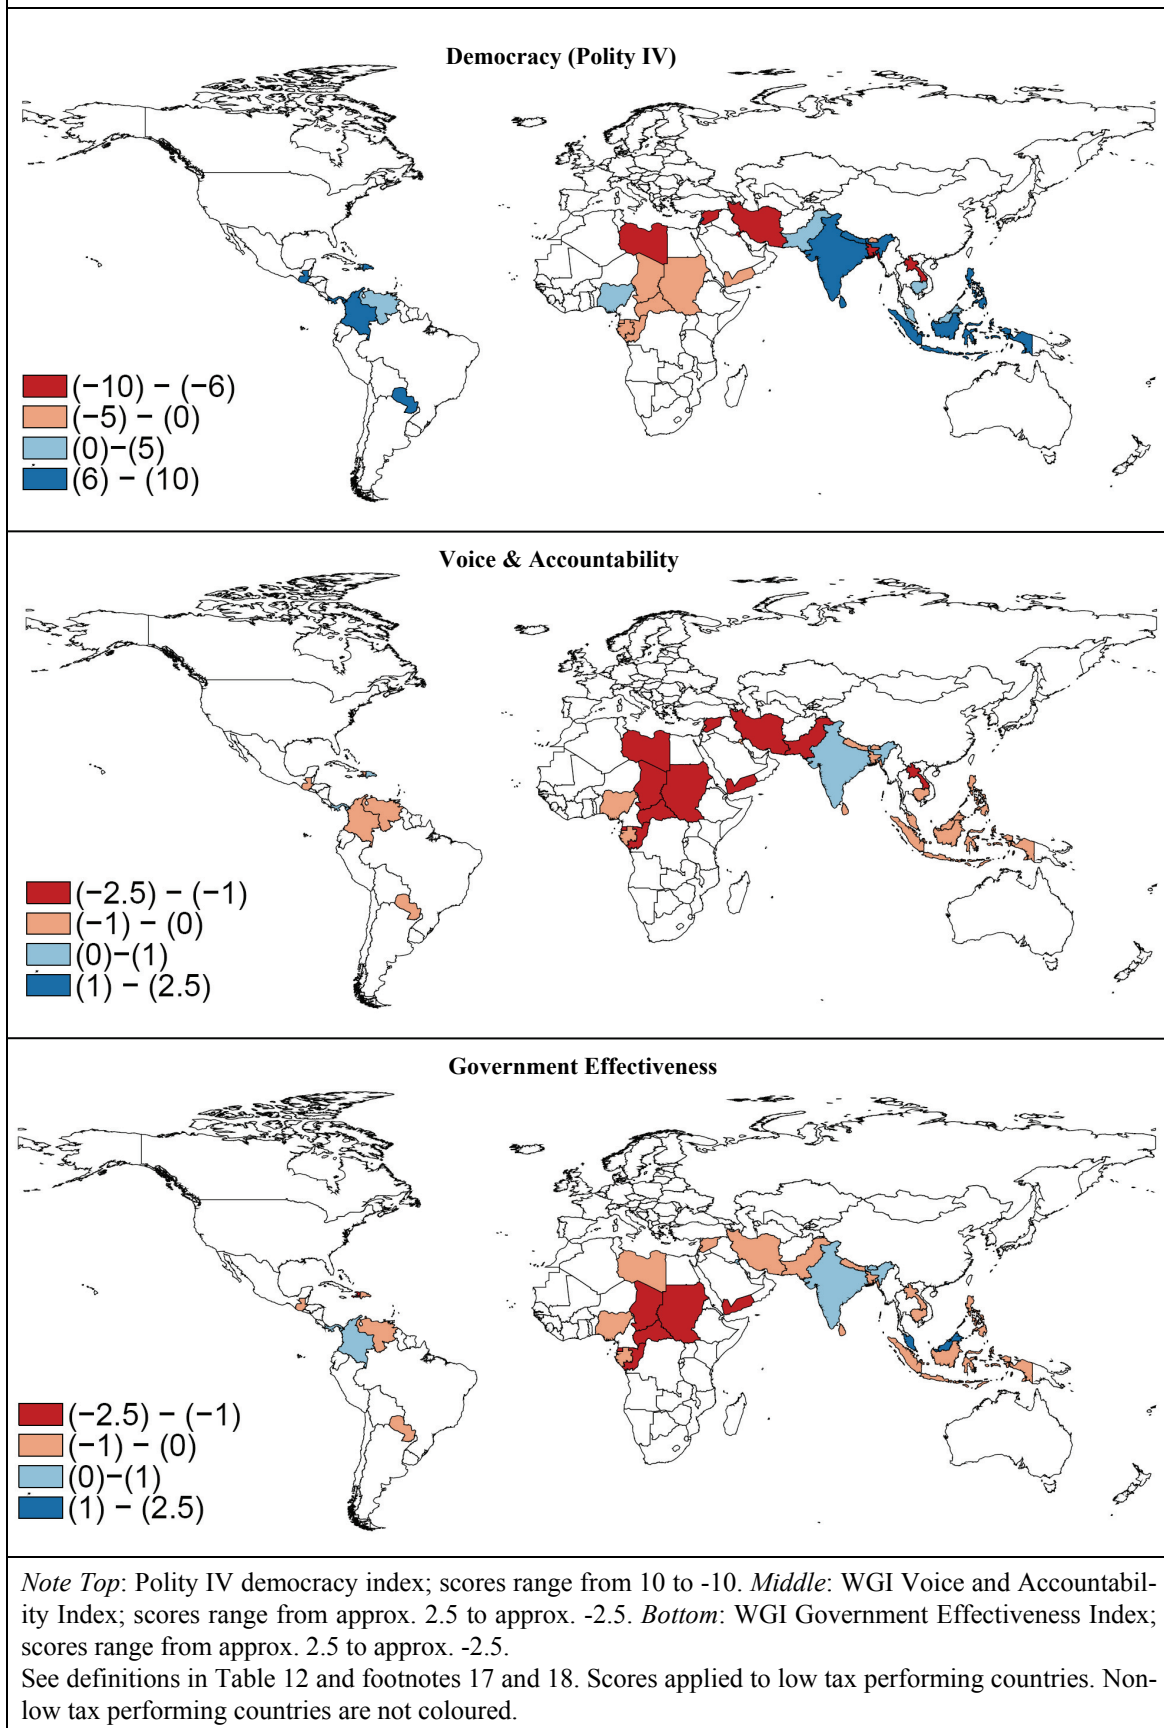 Democracy (Polity IV)
(−10) − (−6)
(−5) − (0)
(0)−(5)
(6) − (10)
Voice & Accountability
(−2.5) − (−1)
(−1) − (0)
(0)−(1)
(1) − (2.5)
Government Effectiveness
(−2.5) − (−1)
(−1) − (0)
(0)−(1)
(1) − (2.5)
Note Top: Polity IV democracy index; scores range from 10 to -10. Middle: WGI Voice and Accountabil-
ity Index; scores range from approx. 2.5 to approx. -2.5. Bottom: WGI Government Effectiveness Index;
scores range from approx. 2.5 to approx. -2.5.
See definitions in Table 12 and footnotes 17 and 18. Scores applied to low tax performing countries. Non-
low tax performing countries are not coloured.